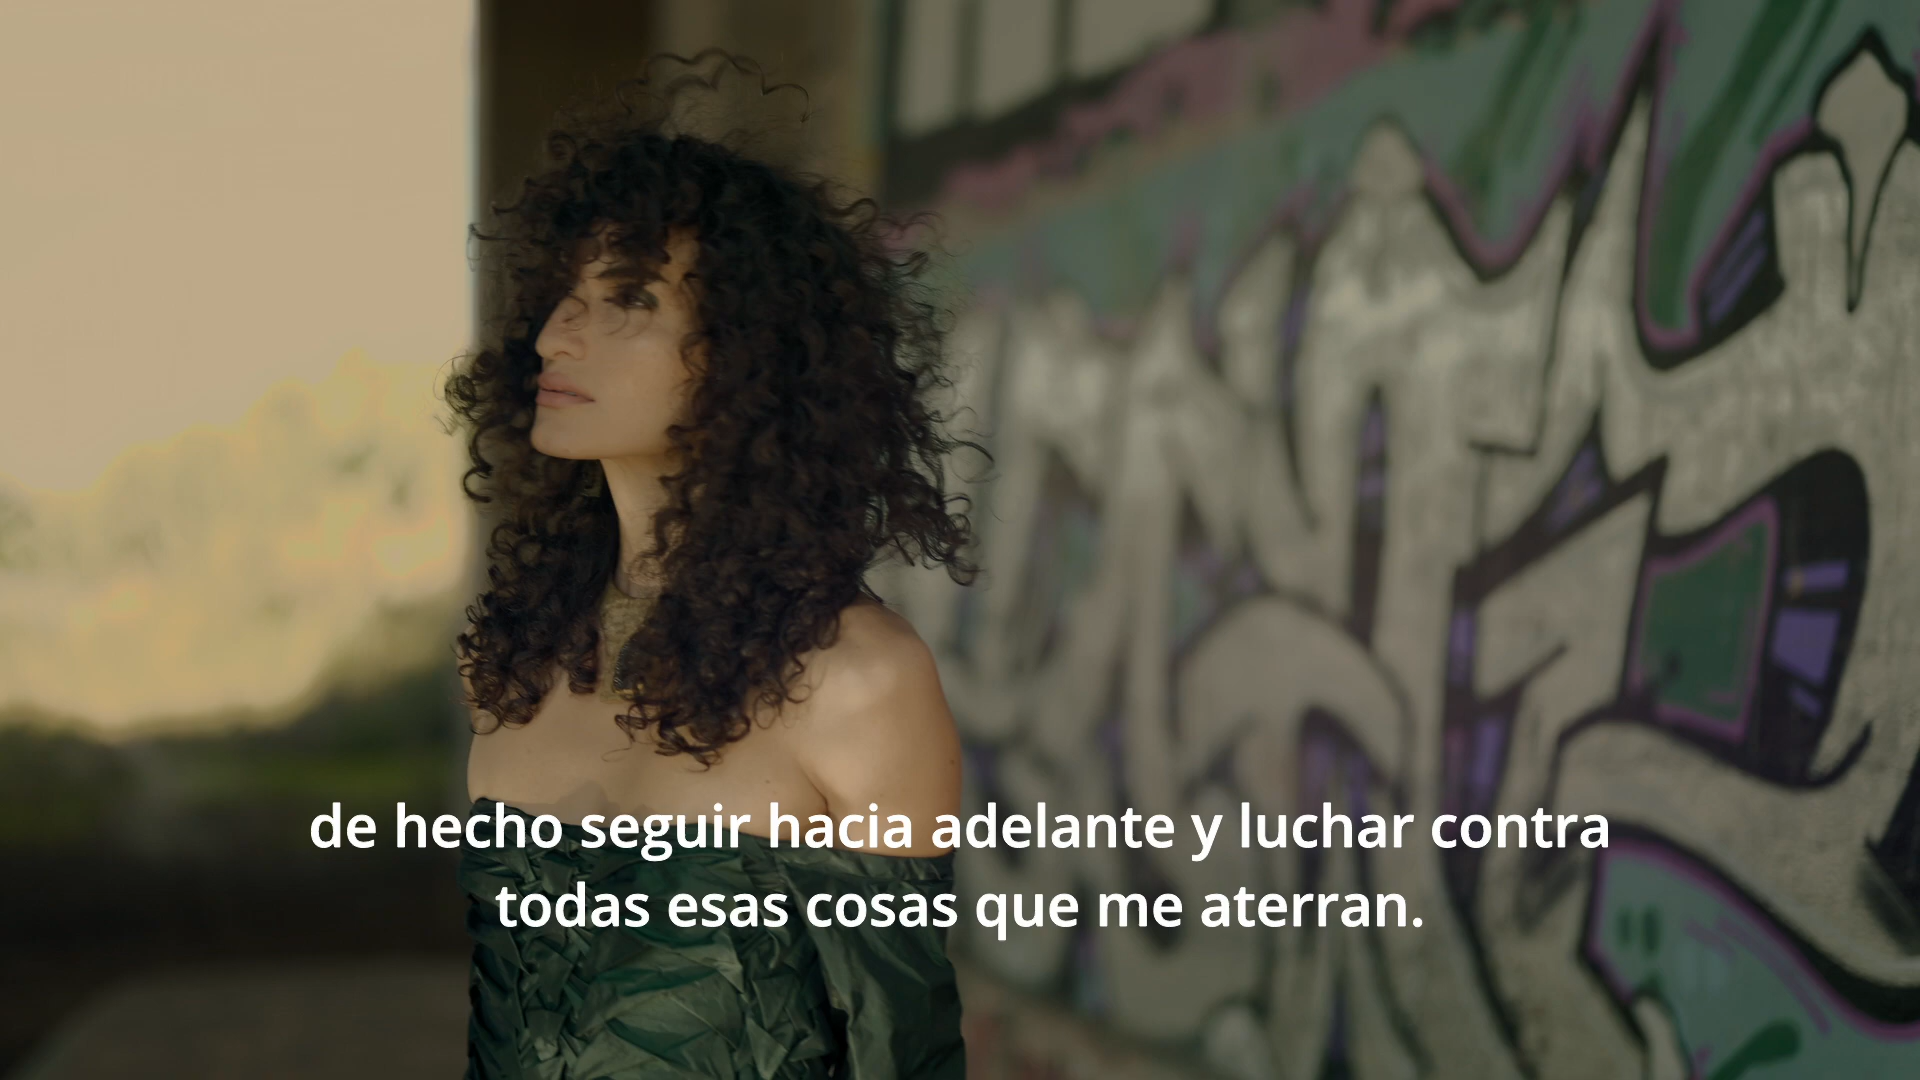 de hecho seguir hacia adelante y luchar contra
todas esas cosas que me aterran.